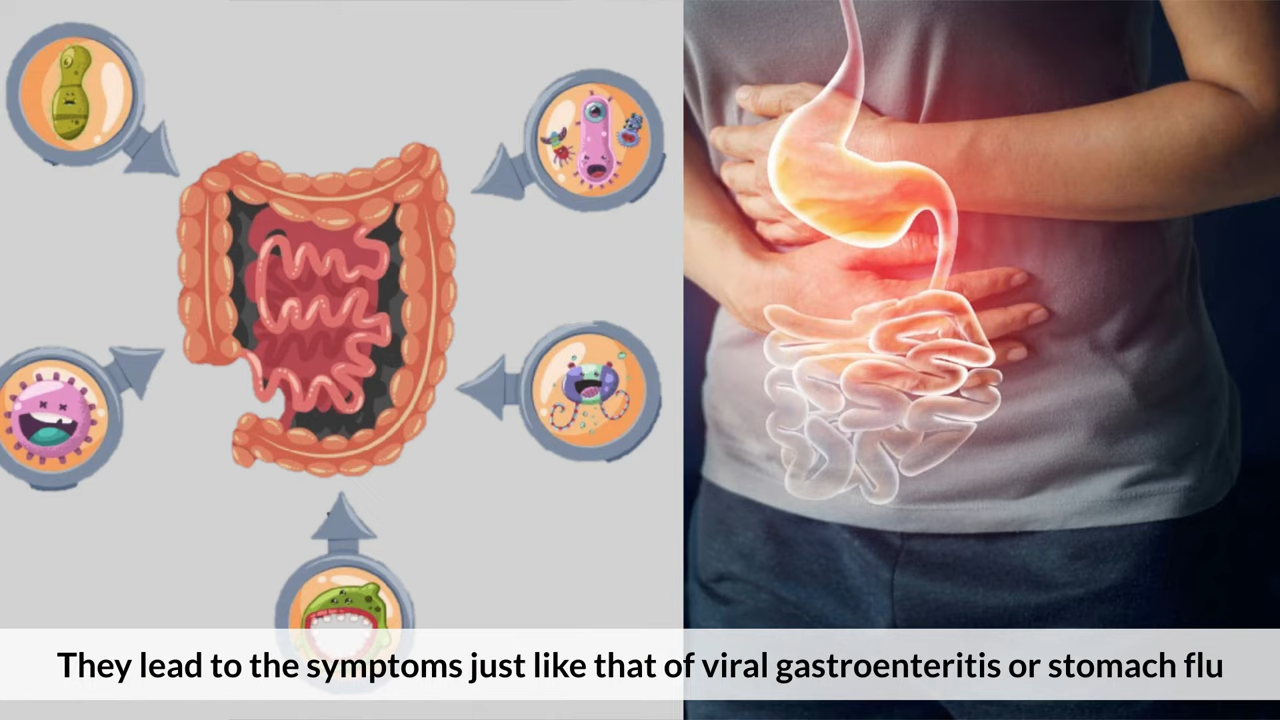 They lead to the symptoms just like that of viral gastroenteritis or stomach flu